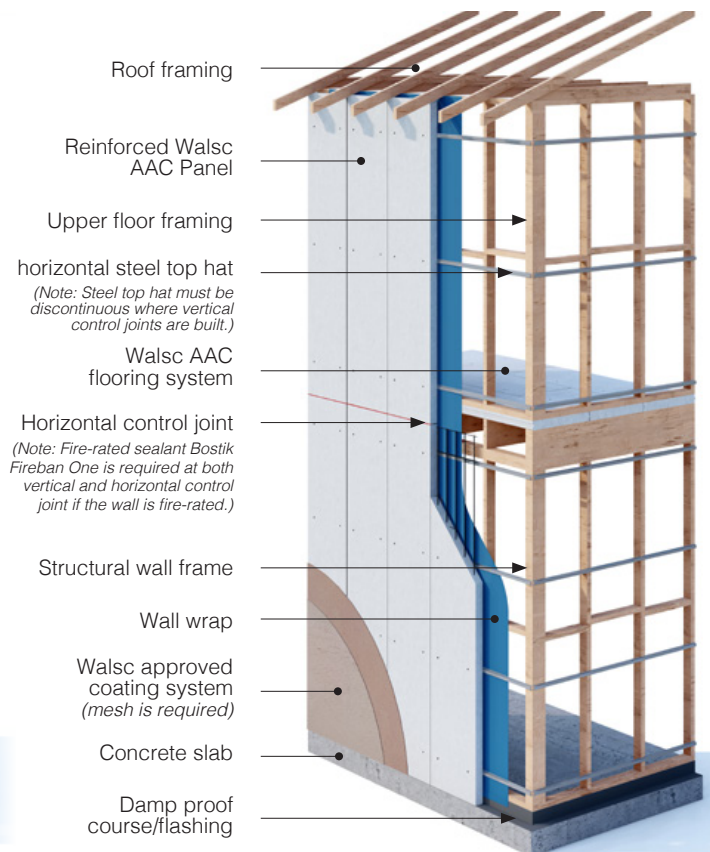 Roof framing
Reinforced Walsc
AAC Panel
Upper floor framing
horizontal steel top hat
(Note: Steel top hat must be
discontinuous where vertical
control joints are built.)
Walsc AAC
flooring system
Horizontal control joint
(Note: Fire-rated sealant Bostik
Fireban One is required at both
vertical and horizontal control
joint if the wall is fire-rated.)
Structural wall frame
Wall wrap
Walsc approved
coating system
(mesh is required)
Concrete slab
Damp proof
course/flashing